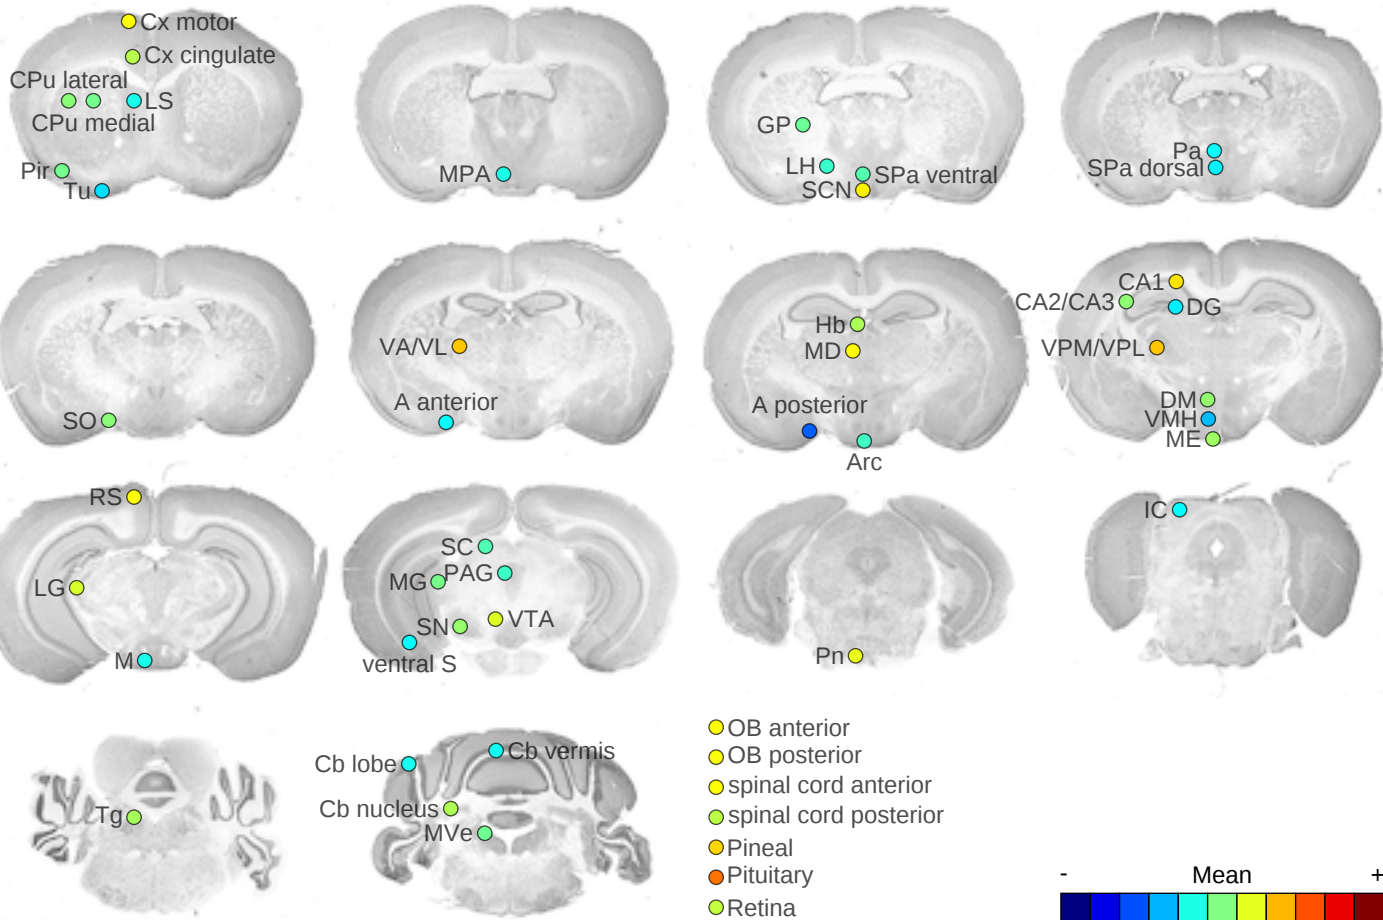 Cx motor
Cx cingulate
CPu lateral
LS
CPu medial
Pir
Tu
MPA
GP
LH
SPa ventral
SCN
Pa
SPa dorsal
SO
VA/VL
A anterior
Hb
MD
A posterior
Arc
CA1
CA2/CA3
DG
VPM/VPL
DM
VMH
ME
RS
LG
M
SC
MG
PAG
SN
VTA
ventral S
Pn
IC
Tg
Cb lobe
Cb vermis
Cb nucleus
MVe
OB anterior
OB posterior
spinal cord anterior
spinal cord posterior
Pineal
Pituitary
Retina
- Mean +